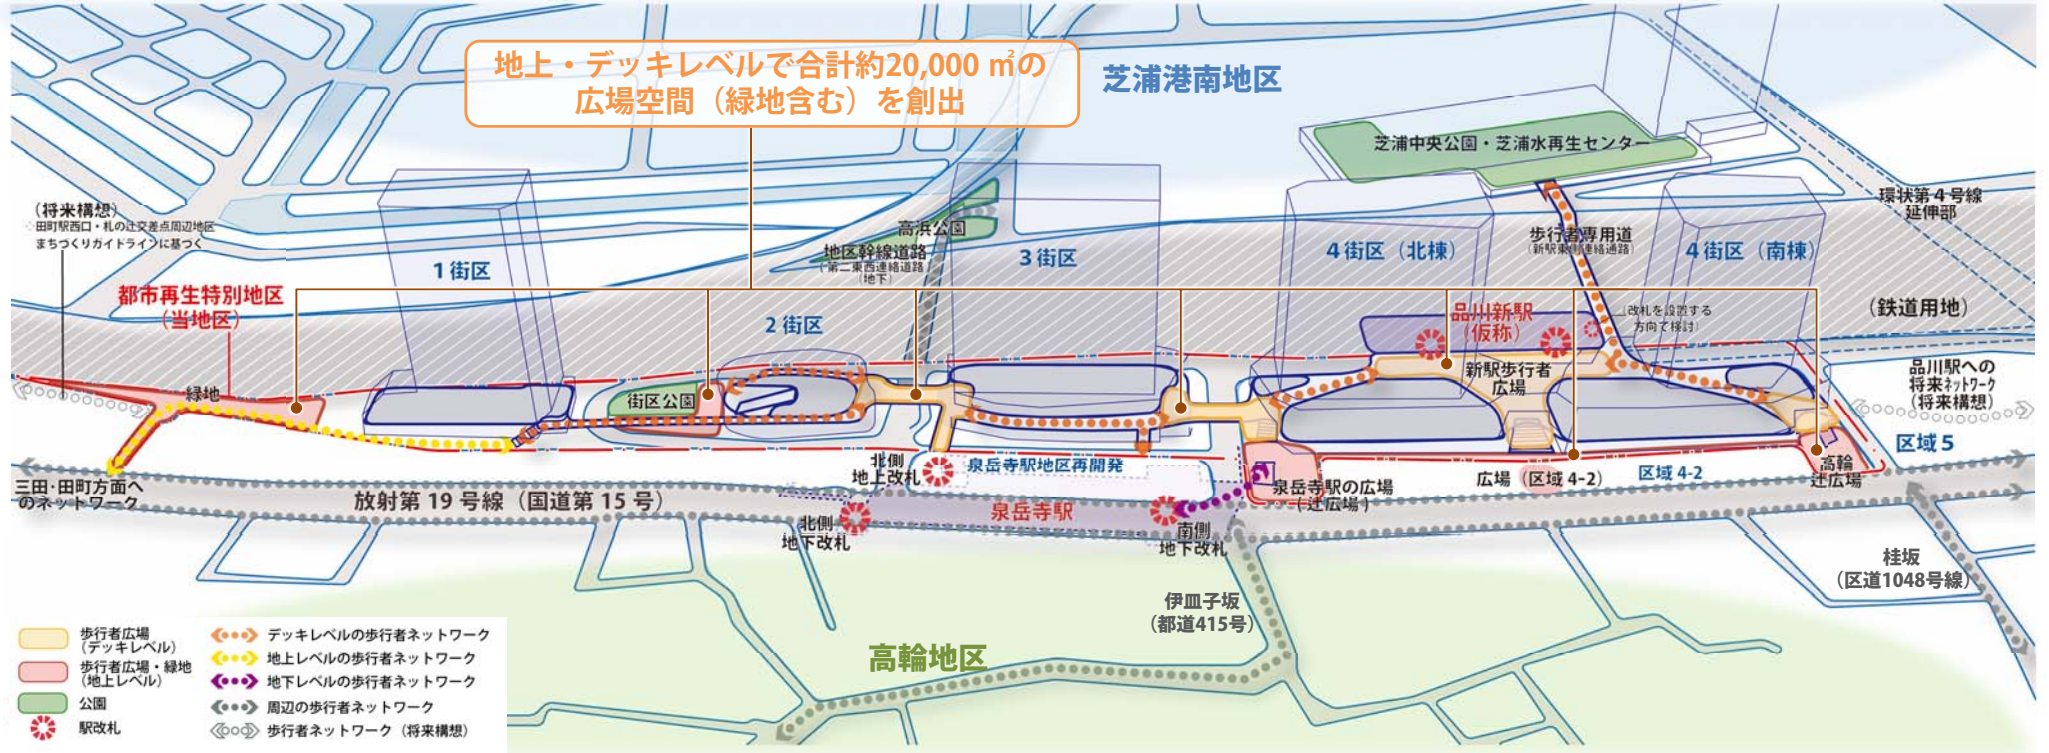 地上・デッキレベルで合計約20,000 ㎡の
広場空間（緑地含む）を創出
芝浦港南地区
芝浦中央公園・芝浦水再生センター
環状第４号線
延伸部
（将来構想）
※田町駅西口・札の辻交差点周辺地区
まちづくりガイドラインに基づく
高浜公園
地区幹線道路
（第二東西連絡道路）
（地下）
歩行者専用道
（新駅東側連絡通路）
１街区
２街区
３街区
４街区（北棟）
４街区（南棟）
都市再生特別地区
（当地区）
品川新駅
（仮称）
（改札を設置する
方向で検討）
（鉄道用地）
新駅歩行者
広場
品川駅への
将来ネットワーク
（将来構想）
緑地
街区公園
区域５
北側
地上改札
泉岳寺駅地区再開発
泉岳寺駅の広場
（辻広場）
広場（区域 4-2）
区域 4-2
高輪
辻広場
三田・田町方面へ
のネットワーク
放射第 19 号線（国道第 15 号）
北側
地下改札
泉岳寺駅
南側
地下改札
伊皿子坂
（都道415号）
桂坂
（区道1048号線）
高輪地区
歩行者広場
（デッキレベル）
歩行者広場・緑地
（地上レベル）
公園
駅改札
デッキレベルの歩行者ネットワーク
地上レベルの歩行者ネットワーク
地下レベルの歩行者ネットワーク
周辺の歩行者ネットワーク
歩行者ネットワーク（将来構想）